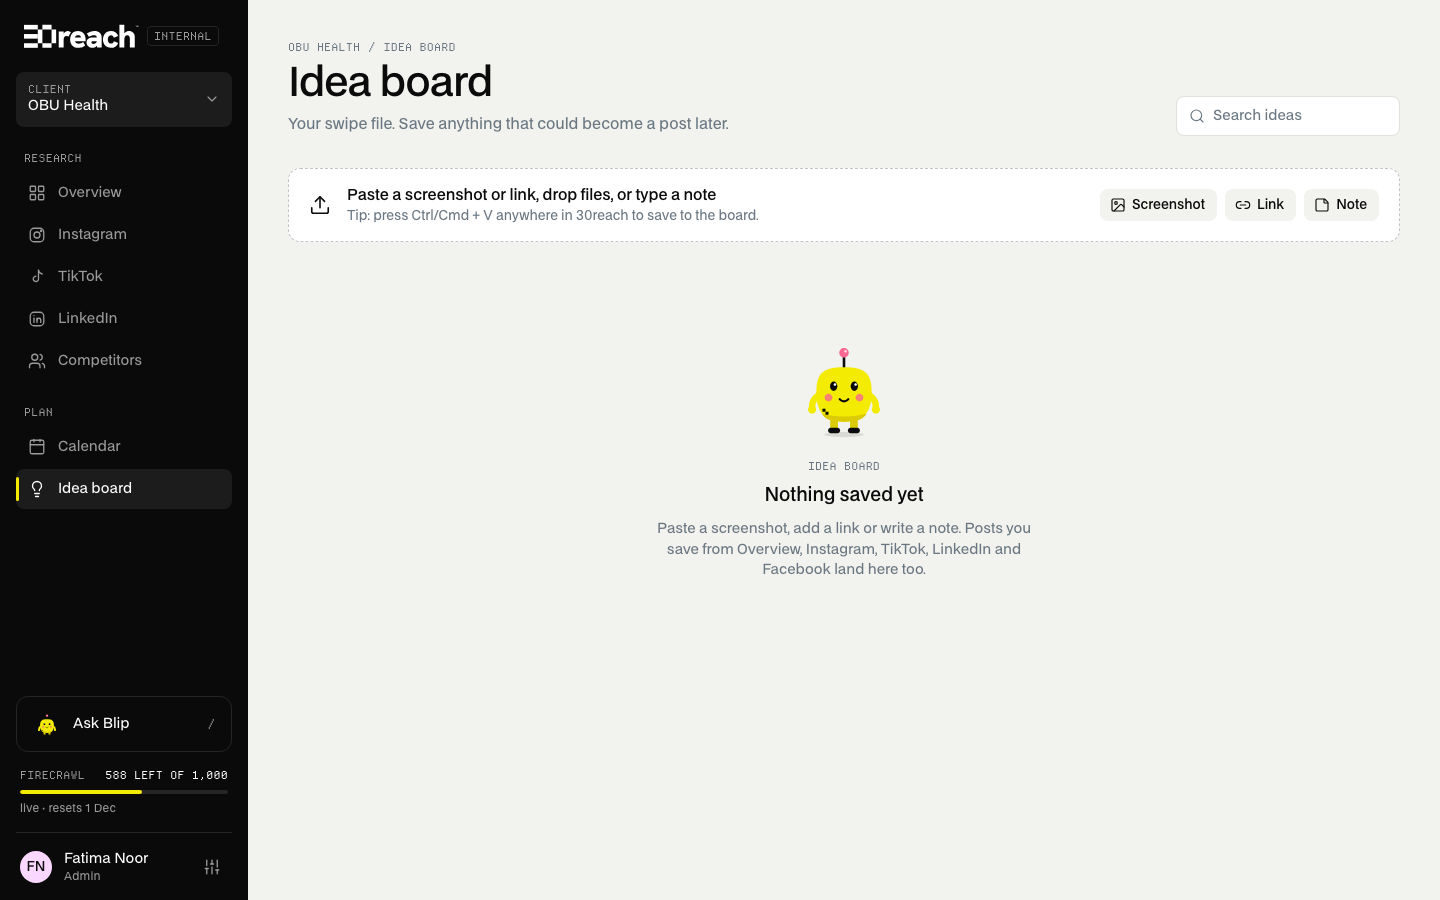 30reach INTERNAL
CLIENT
OBU Health
RESEARCH
Overview
Instagram
TikTok
LinkedIn
Competitors
PLAN
Calendar
Idea board
Ask Blip /
FIRECRAWL 588 LEFT OF 1,000
live · resets 1 Dec
FN
Fatima Noor
Admin
OBU HEALTH / IDEA BOARD
Idea board
Your swipe file. Save anything that could become a post later.
Search ideas
Paste a screenshot or link, drop files, or type a note
Tip: press Ctrl/Cmd + V anywhere in 30reach to save to the board.
Screenshot Link Note
IDEA BOARD
Nothing saved yet
Paste a screenshot, add a link or write a note. Posts you
save from Overview, Instagram, TikTok, LinkedIn and
Facebook land here too.